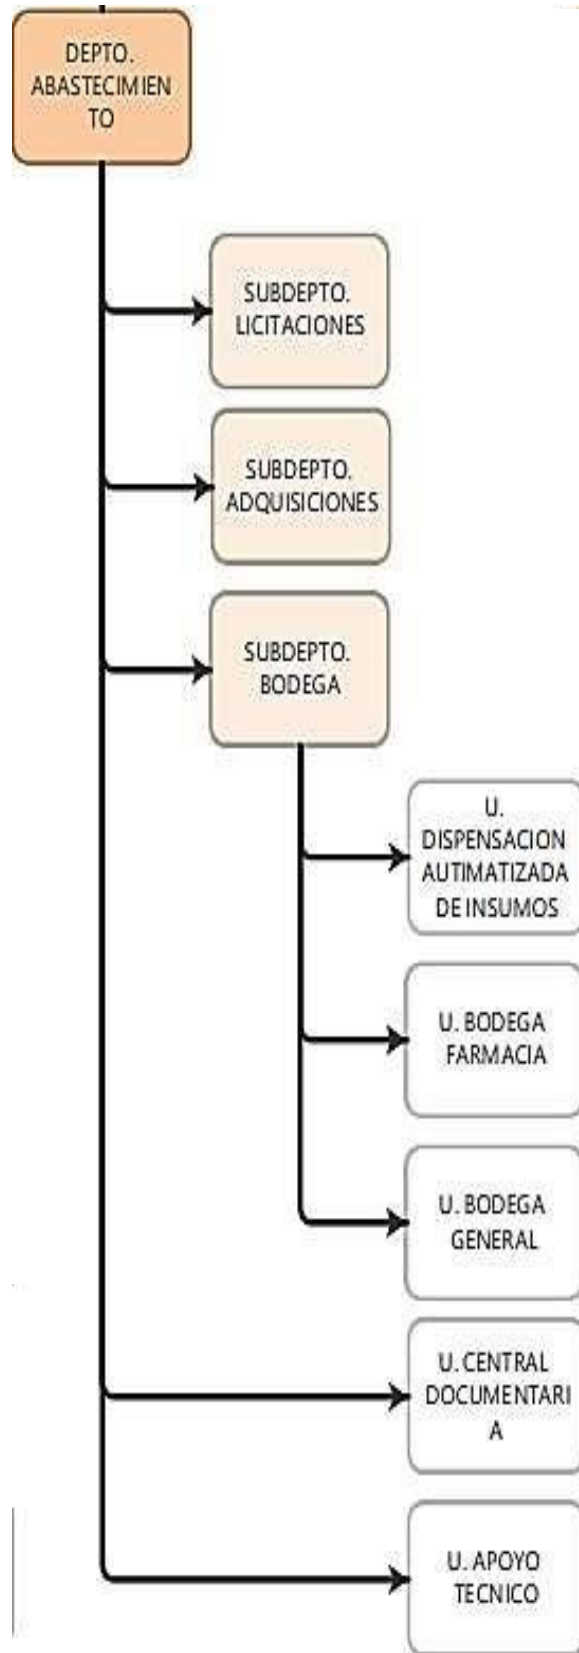 DEPTO.
ABASTECIMIEN
TO
SUBDEPTO.
LICITACIONES
SUBDEPTO.
ADQUISICIONES
SUBDEPTO.
BODEGA
U.
DISPENSACION
AUTIMATIZADA
DE INSUMOS
U. BODEGA
FARMACIA
U. BODEGA
GENERAL
U. CENTRAL
DOCUMENTARI
A
U. APOYO
TECNICO